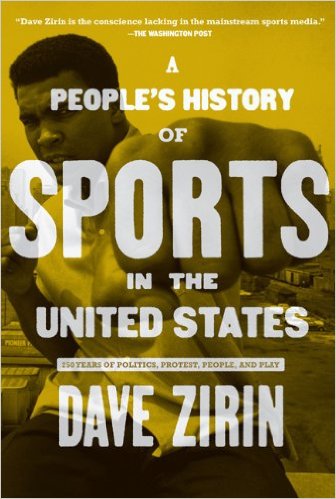 “Dave Zirin is the conscience lacking in the mainstream sports media.”
—THE WASHINGTON POST
A
PEOPLE'S HISTORY
OF
SPORTS
IN THE
UNITED STATES
PIONEER
250 YEARS OF POLITICS, PROTEST, PEOPLE, AND PLAY
DAVE ZIRIN